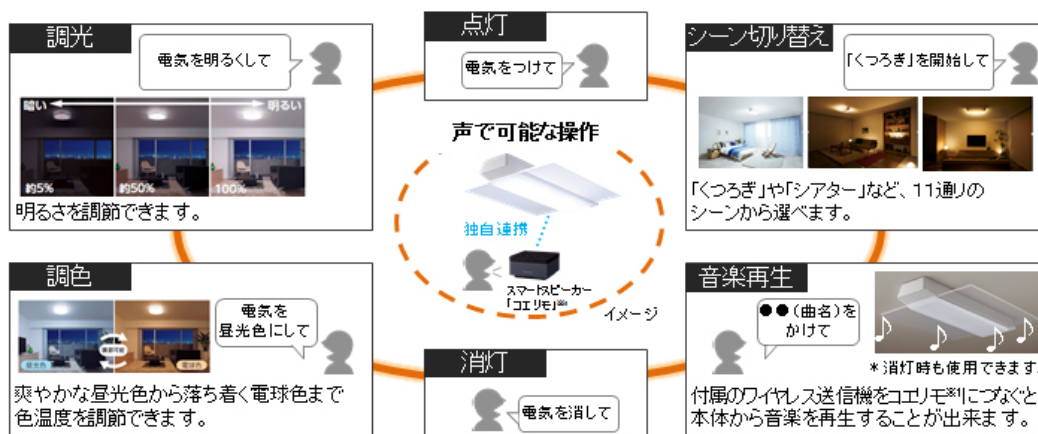 調光
電気を明るくして
暗い
明るい
約5%
約50%
100%
明るさを調節できます。
点灯
電気をつけて
シーン切り替え
「くつろぎ」を開始して
「くつろぎ」や「シアター」など、11通りの
シーンから選べます。
声で可能な操作
独自連携
スマートスピーカー
「コエリモ」※1
イメージ
調色
電気を
昼光色にして
昼光色
調節可能
電球色
爽やかな昼光色から落ち着く電球色まで
色温度を調節できます。
消灯
電気を消して
音楽再生
●●(曲名)を
かけて
*消灯時も使用できます。
付属のワイヤレス送信機をコエリモ※1につなぐと
本体から音楽を再生することが出来ます。